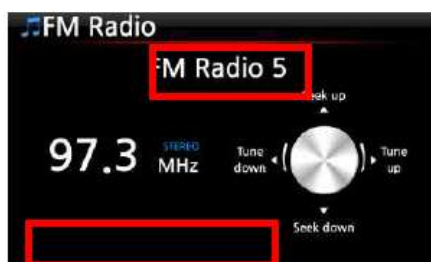 FM Radio
FM Radio 5
Seek up
97.3
STEREO
MHz
Tune
down
Tune
up
Seek down